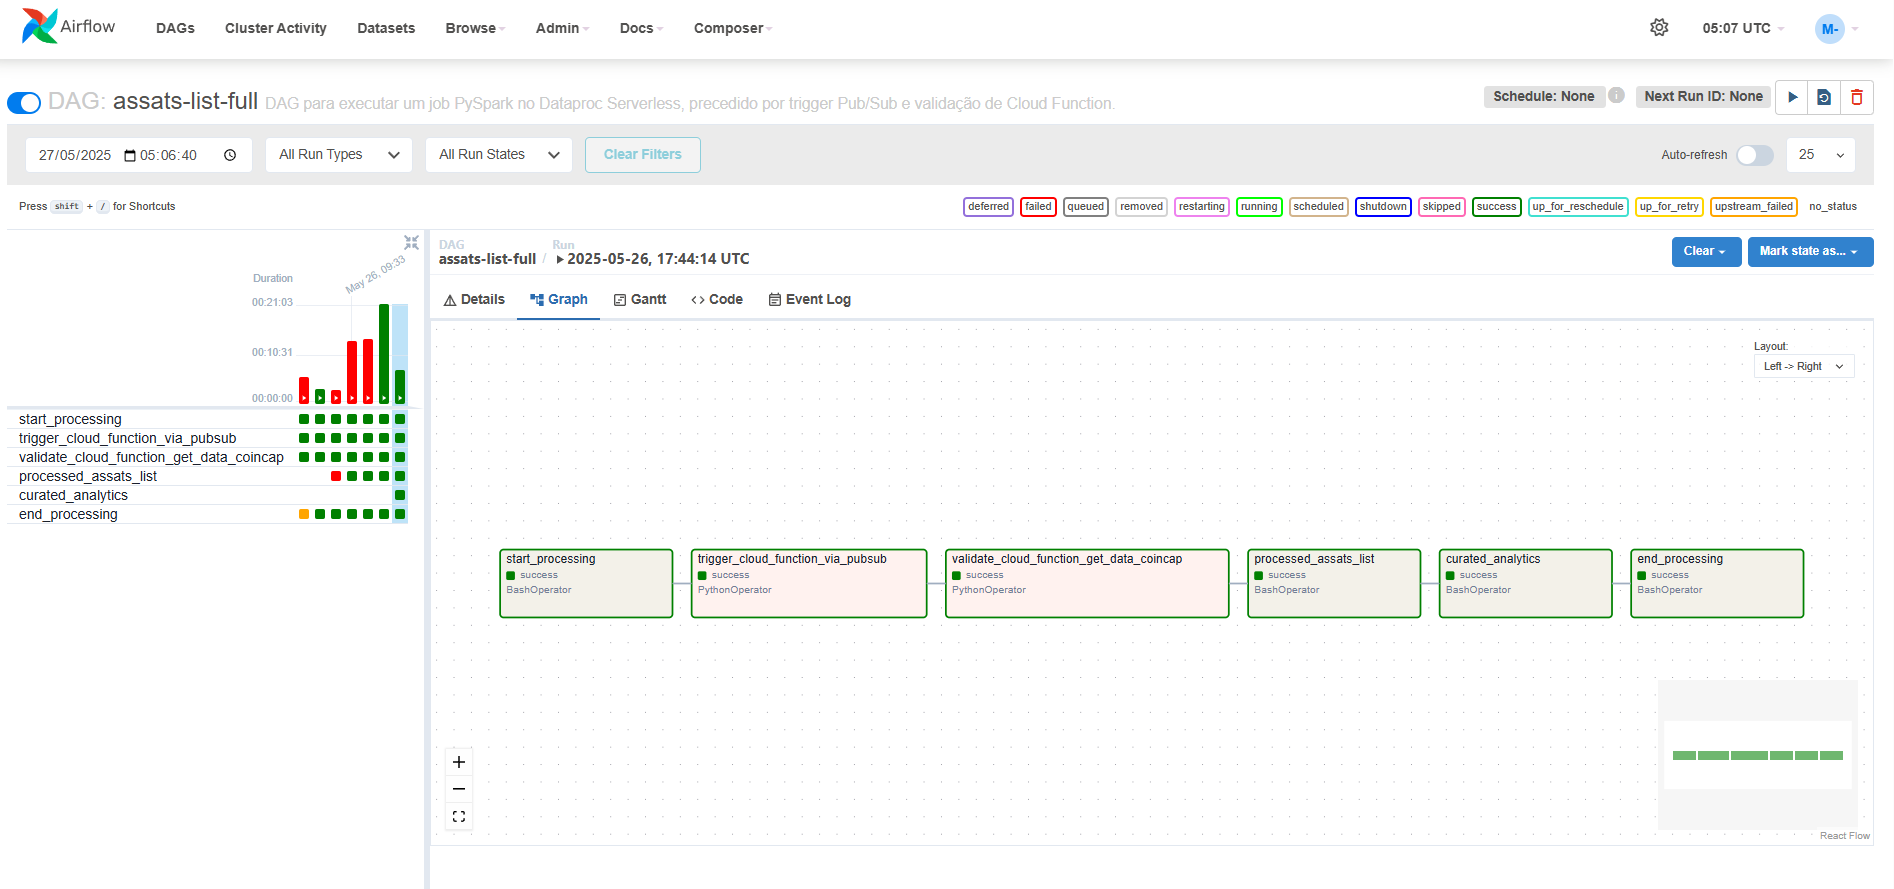 Airflow DAGs Cluster Activity Datasets Browse Admin Docs Composer 05:07 UTC M-
DAG: assats-list-full DAG para executar um job PySpark no Dataproc Serverless, precedido por trigger Pub/Sub e validação de Cloud Function. Schedule: None i Next Run ID: None
27/05/2025 05:06:40 All Run Types All Run States Clear Filters Auto-refresh 25
Press shift + / for Shortcuts deferred failed queued removed restarting running scheduled shutdown skipped success up_for_reschedule up_for_retry upstream_failed no_status
DAG Run
assats-list-full / 2025-05-26, 17:44:14 UTC Clear Mark state as...
May 26, 09:33
Duration
00:21:03
00:10:31
00:00:00
start_processing
trigger_cloud_function_via_pubsub
validate_cloud_function_get_data_coincap
processed_assats_list
curated_analytics
end_processing
Details Graph Gantt Code Event Log
Layout:
Left -> Right
start_processing
success
BashOperator
trigger_cloud_function_via_pubsub
success
PythonOperator
validate_cloud_function_get_data_coincap
success
PythonOperator
processed_assats_list
success
BashOperator
curated_analytics
success
BashOperator
end_processing
success
BashOperator
React Flow